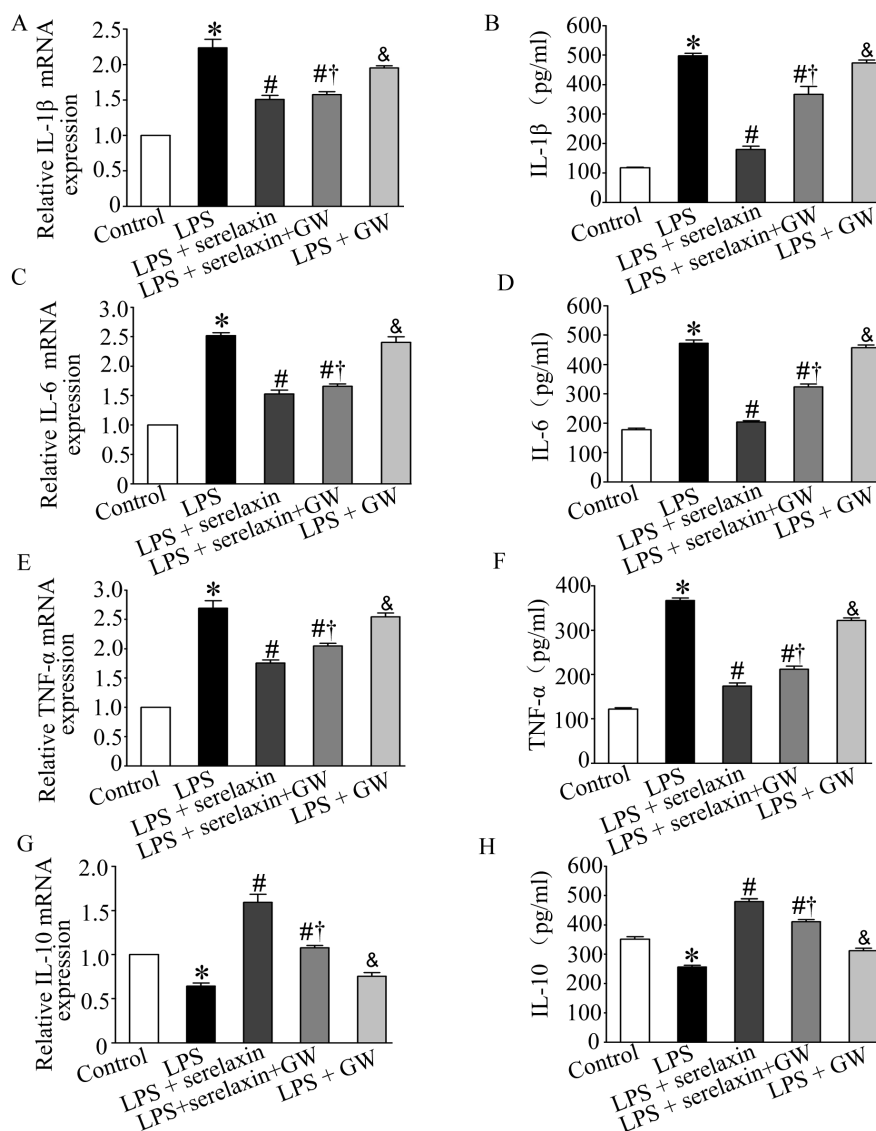 A
Relative IL-1β mRNA
expression
2.5
2.0
1.5
1.0
0.5
0.0
*
#
#†
&
Control
LPS
LPS + serelaxin
LPS + serelaxin+GW
LPS + GW
B
IL-1β (pg/ml)
600
500
400
300
200
100
0
*
#
#†
&
Control
LPS
LPS + serelaxin
LPS + serelaxin+GW
LPS + GW
C
Relative IL-6 mRNA
expression
3.0
2.5
2.0
1.5
1.0
0.5
0.0
*
#
#†
&
Control
LPS
LPS + serelaxin
LPS + serelaxin+GW
LPS + GW
D
IL-6 (pg/ml)
600
500
400
300
200
100
0
*
#
#†
&
Control
LPS
LPS + serelaxin
LPS + serelaxin+GW
LPS + GW
E
Relative TNF-α mRNA
expression
3.0
2.5
2.0
1.5
1.0
0.5
0.0
*
#
#†
&
Control
LPS
LPS + serelaxin
LPS + serelaxin+GW
LPS + GW
F
TNF-α (pg/ml)
400
300
200
100
0
*
#
#†
&
Control
LPS
LPS + serelaxin
LPS + serelaxin+GW
LPS + GW
G
Relative IL-10 mRNA
expression
2.0
1.5
1.0
0.5
0.0
*
#
#†
&
Control
LPS
LPS + serelaxin
LPS+serelaxin+GW
LPS + GW
H
IL-10 (pg/ml)
600
500
400
300
200
100
0
*
#
#†
&
Control
LPS
LPS + serelaxin
LPS + serelaxin+GW
LPS + GW